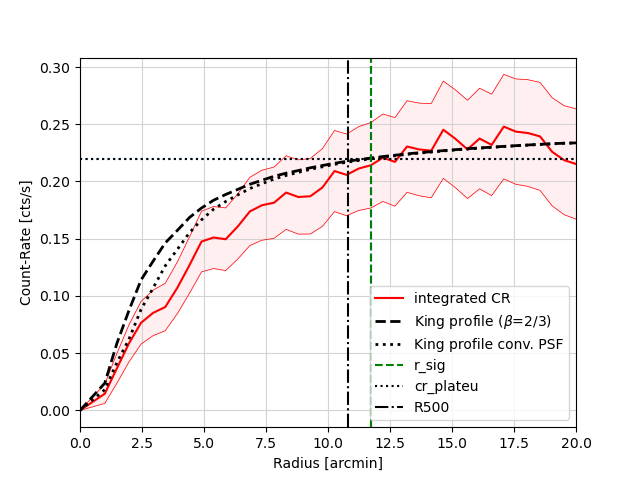 0.30
0.25
0.20
0.15
0.10
0.05
0.00
Count-Rate [cts/s]
integrated CR
King profile (β=2/3)
King profile conv. PSF
r_sig
cr_plateu
R500
0.0 2.5 5.0 7.5 10.0 12.5 15.0 17.5 20.0
Radius [arcmin]